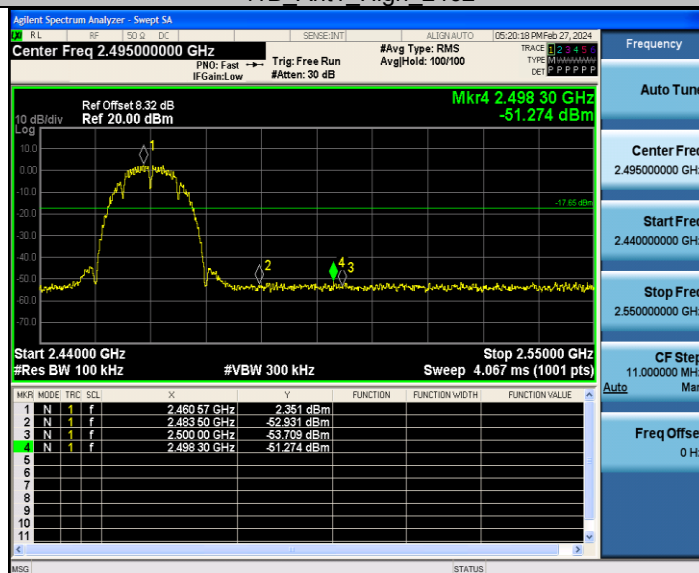 Agilent Spectrum Analyzer - Swept SA
RL RF 50 Ω DC SENSE:INT ALIGN AUTO 05:20:18 PM Feb 27, 2024
Center Freq 2.495000000 GHz
PNO: Fast
IFGain:Low
Trig: Free Run
#Atten: 30 dB
#Avg Type: RMS
Avg|Hold: 100/100
TRACE 1 2 3 4 5 6
TYPE M
DET P P P P P P
Frequency
Auto Tune
Center Freq
2.495000000 GHz
Start Freq
2.440000000 GHz
Stop Freq
2.550000000 GHz
CF Step
11.000000 MHz
Auto Man
Freq Offset
0 Hz
Mkr4 2.498 30 GHz
-51.274 dBm
Ref Offset 8.32 dB
Ref 20.00 dBm
10 dB/div
Log
10.0
0.00
-10.0
-20.0
-30.0
-40.0
-50.0
-60.0
-70.0
-17.65 dBm
1
2
4
3
Start 2.44000 GHz Stop 2.55000 GHz
#Res BW 100 kHz #VBW 300 kHz Sweep 4.067 ms (1001 pts)
MKR MODE TRC SCL X Y FUNCTION FUNCTION WIDTH FUNCTION VALUE
1 N 1 f 2.460 57 GHz 2.351 dBm
2 N 1 f 2.483 50 GHz -52.931 dBm
3 N 1 f 2.500 00 GHz -53.709 dBm
4 N 1 f 2.498 30 GHz -51.274 dBm
5
6
7
8
9
10
11
MSG STATUS